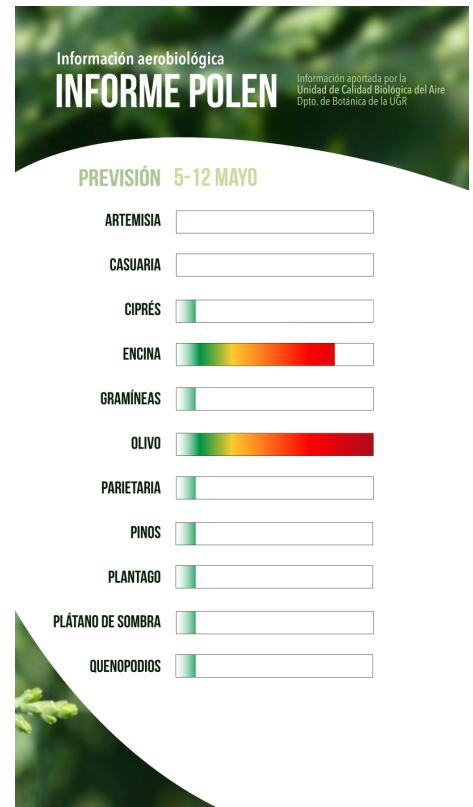 Información aerobiológica
INFORME POLEN
Información aportada por la
Unidad de Calidad Biológica del Aire
Dpto. de Botánica de la UGR
PREVISIÓN 5-12 MAYO
ARTEMISIA
CASUARIA
CIPRÉS
ENCINA
GRAMÍNEAS
OLIVO
PARIETARIA
PINOS
PLANTAGO
PLÁTANO DE SOMBRA
QUENOPODIOS